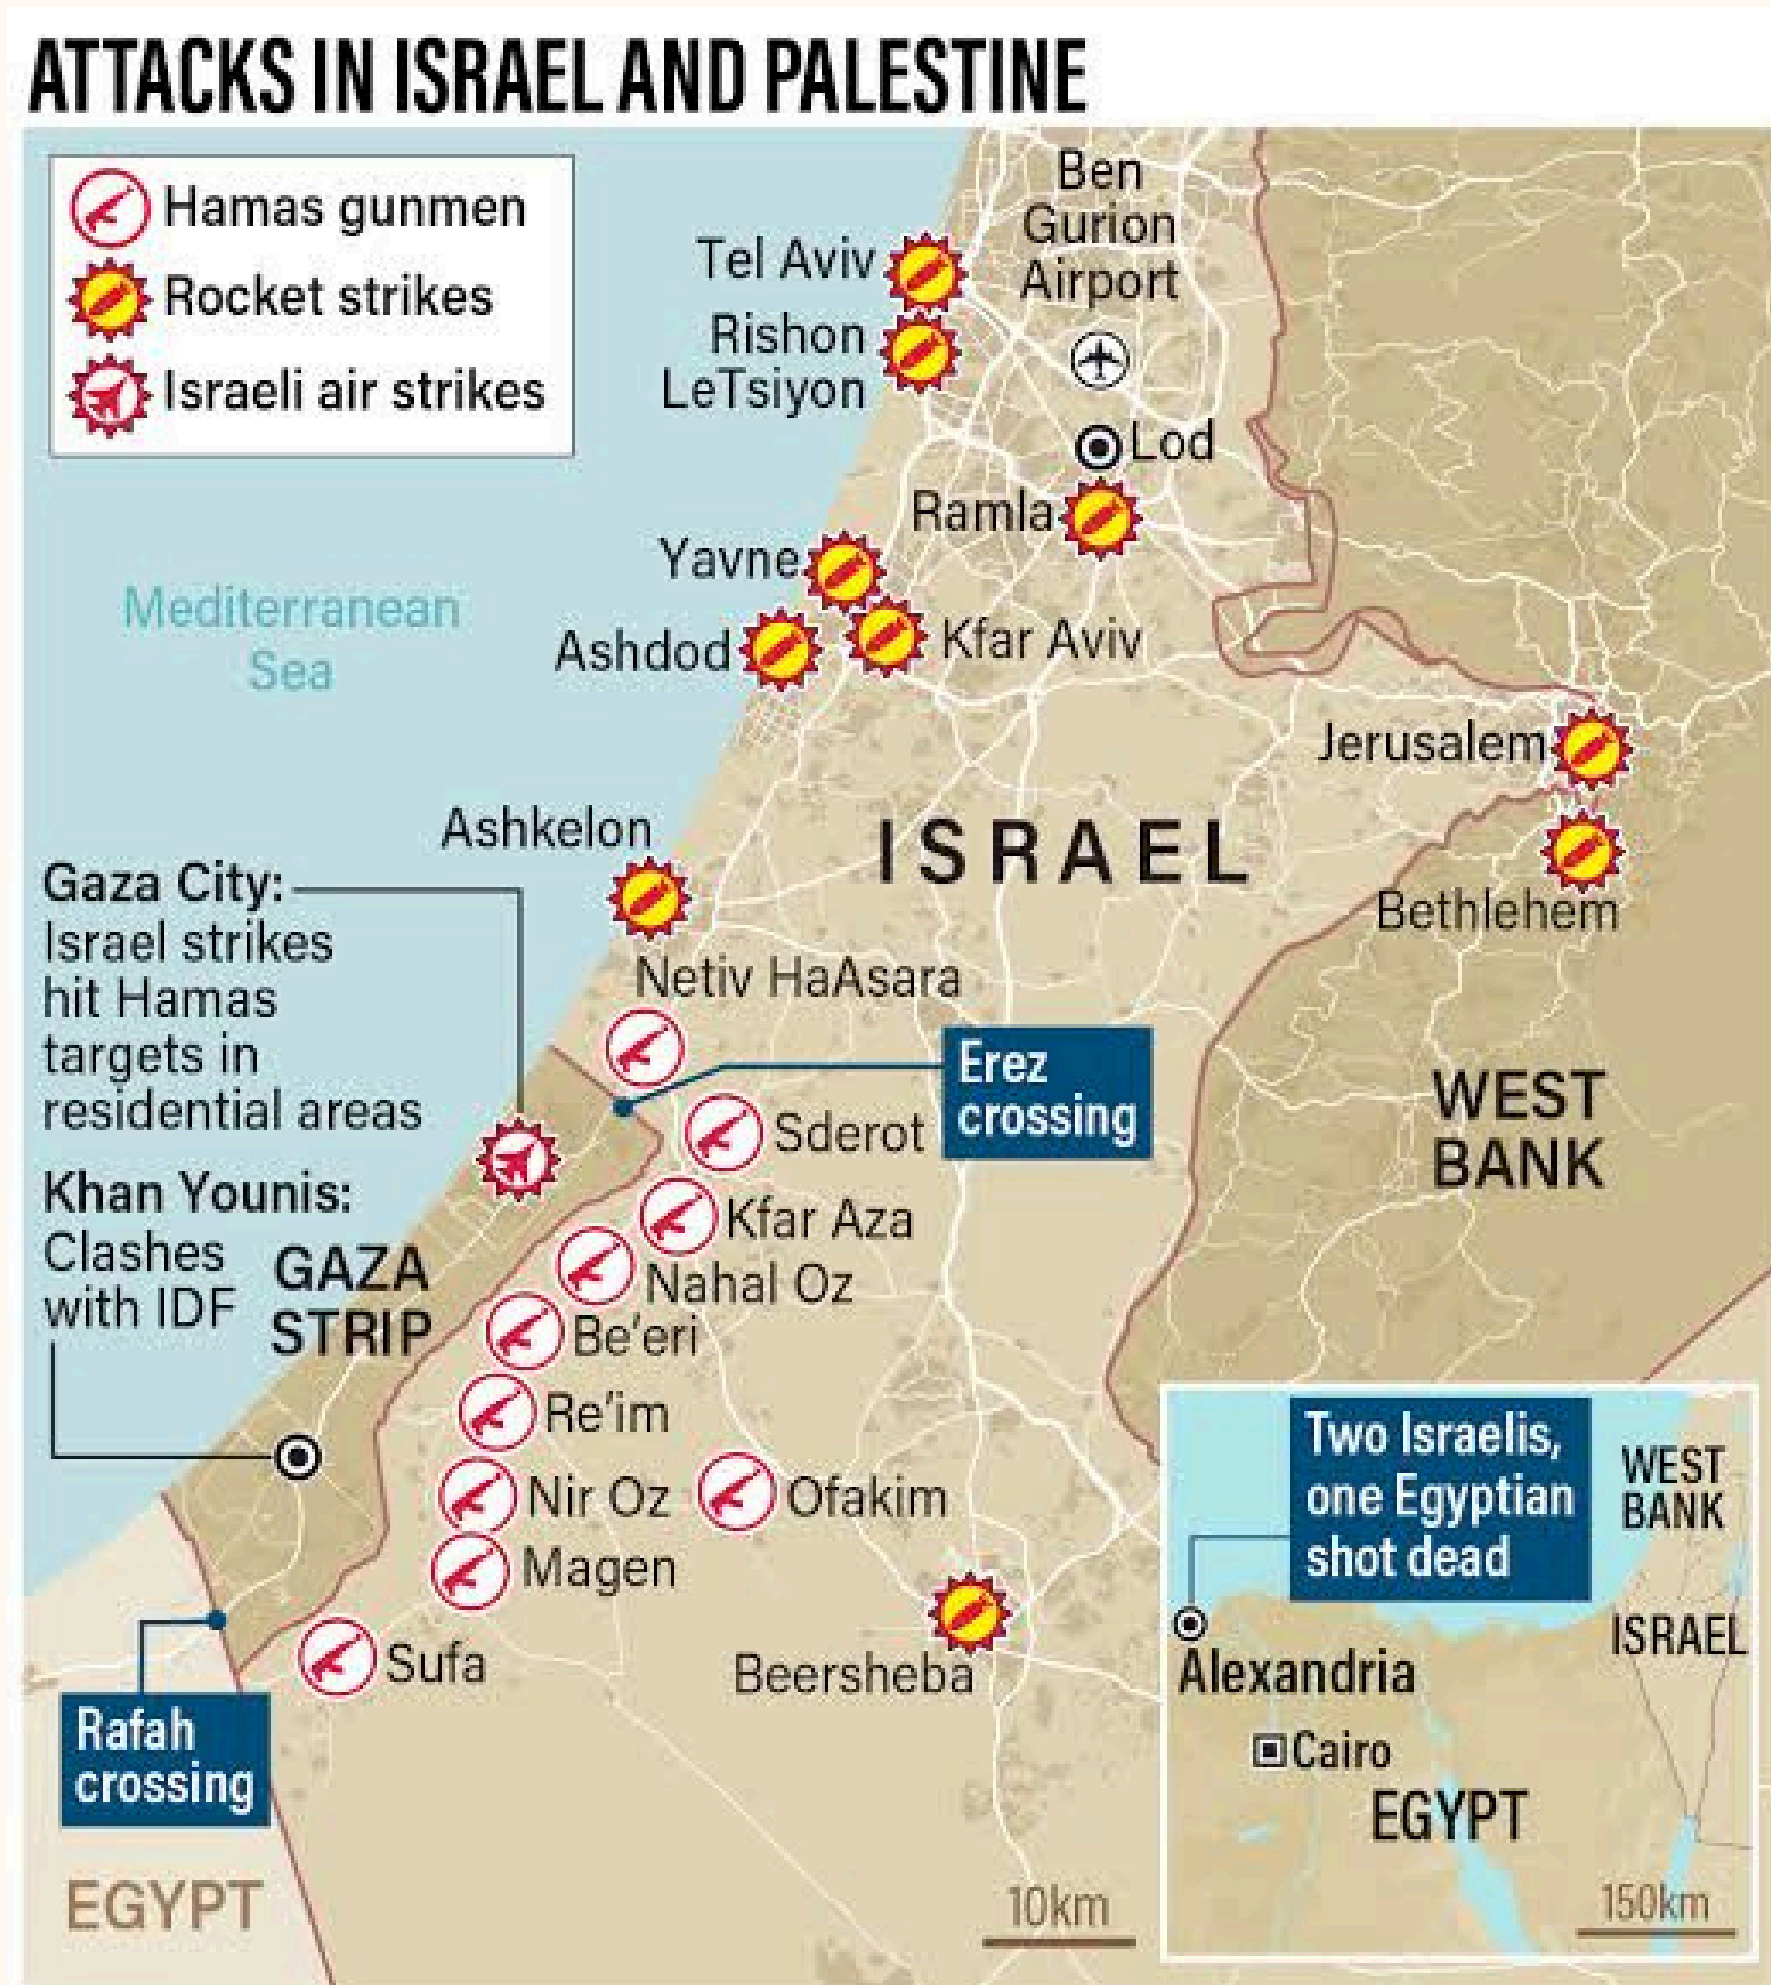 ATTACKS IN ISRAEL AND PALESTINE
Hamas gunmen
Rocket strikes
Israeli air strikes
Ben
Gurion
Airport
Tel Aviv
Rishon
LeTsiyon
Lod
Ramla
Yavne
Mediterranean
Sea
Ashdod
Kfar Aviv
Jerusalem
Ashkelon
ISRAEL
Bethlehem
Gaza City:
Israel strikes
hit Hamas
targets in
residential areas
Netiv HaAsara
Erez
crossing
Sderot
WEST
BANK
Khan Younis:
Clashes
with IDF
GAZA
STRIP
Kfar Aza
Nahal Oz
Be'eri
Re'im
Nir Oz
Ofakim
Magen
Sufa
Beersheba
Rafah
crossing
EGYPT
10km
Two Israelis,
one Egyptian
shot dead
WEST
BANK
ISRAEL
Alexandria
Cairo
EGYPT
150km